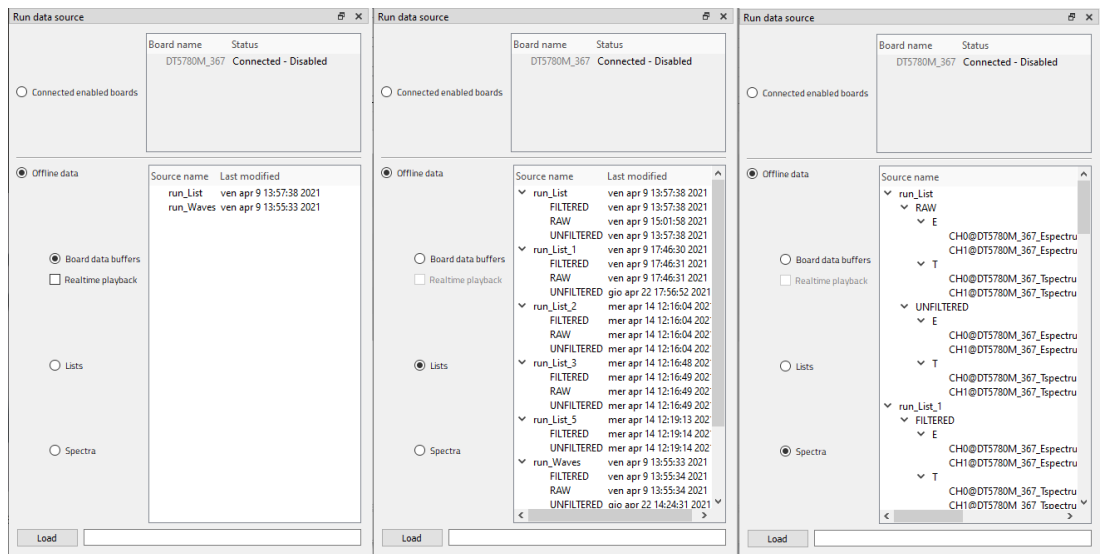 Run data source
Board name Status
DT5780M_367 Connected - Disabled
Connected enabled boards
Offline data
Source name Last modified
run_List ven apr 9 13:57:38 2021
run_Waves ven apr 9 13:55:33 2021
Board data buffers
Realtime playback
Lists
Spectra
Load
Run data source
Board name Status
DT5780M_367 Connected - Disabled
Connected enabled boards
Offline data
Source name Last modified
run_List ven apr 9 13:57:38 2021
FILTERED ven apr 9 13:57:38 2021
RAW ven apr 9 15:01:58 2021
UNFILTERED ven apr 9 13:57:38 2021
run_List_1 ven apr 9 17:46:30 2021
FILTERED ven apr 9 17:46:31 2021
RAW ven apr 9 17:46:31 2021
UNFILTERED gio apr 22 17:56:52 2021
run_List_2 mer apr 14 12:16:04 202
FILTERED mer apr 14 12:16:04 202
RAW mer apr 14 12:16:04 202
UNFILTERED mer apr 14 12:16:04 202
run_List_3 mer apr 14 12:16:48 202
FILTERED mer apr 14 12:16:49 202
RAW mer apr 14 12:16:49 202
UNFILTERED mer apr 14 12:16:49 202
run_List_5 mer apr 14 12:19:13 202
FILTERED mer apr 14 12:19:14 202
UNFILTERED mer apr 14 12:19:14 202
run_Waves ven apr 9 13:55:33 2021
FILTERED ven apr 9 13:55:34 2021
RAW ven apr 9 13:55:34 2021
UNFILTERED gio apr 22 14:24:31 2021
Board data buffers
Realtime playback
Lists
Spectra
Load
Run data source
Board name Status
DT5780M_367 Connected - Disabled
Connected enabled boards
Offline data
Source name
run_List
RAW
E
CH0@DT5780M_367_Espectru
CH1@DT5780M_367_Espectru
T
CH0@DT5780M_367_Tspectru
CH1@DT5780M_367_Tspectru
UNFILTERED
E
CH0@DT5780M_367_Espectru
CH1@DT5780M_367_Espectru
T
CH0@DT5780M_367_Tspectru
CH1@DT5780M_367_Tspectru
run_List_1
FILTERED
E
CH0@DT5780M_367_Espectru
CH1@DT5780M_367_Espectru
T
CH0@DT5780M_367_Tspectru
CH1@DT5780M_367_Tspectru
Board data buffers
Realtime playback
Lists
Spectra
Load